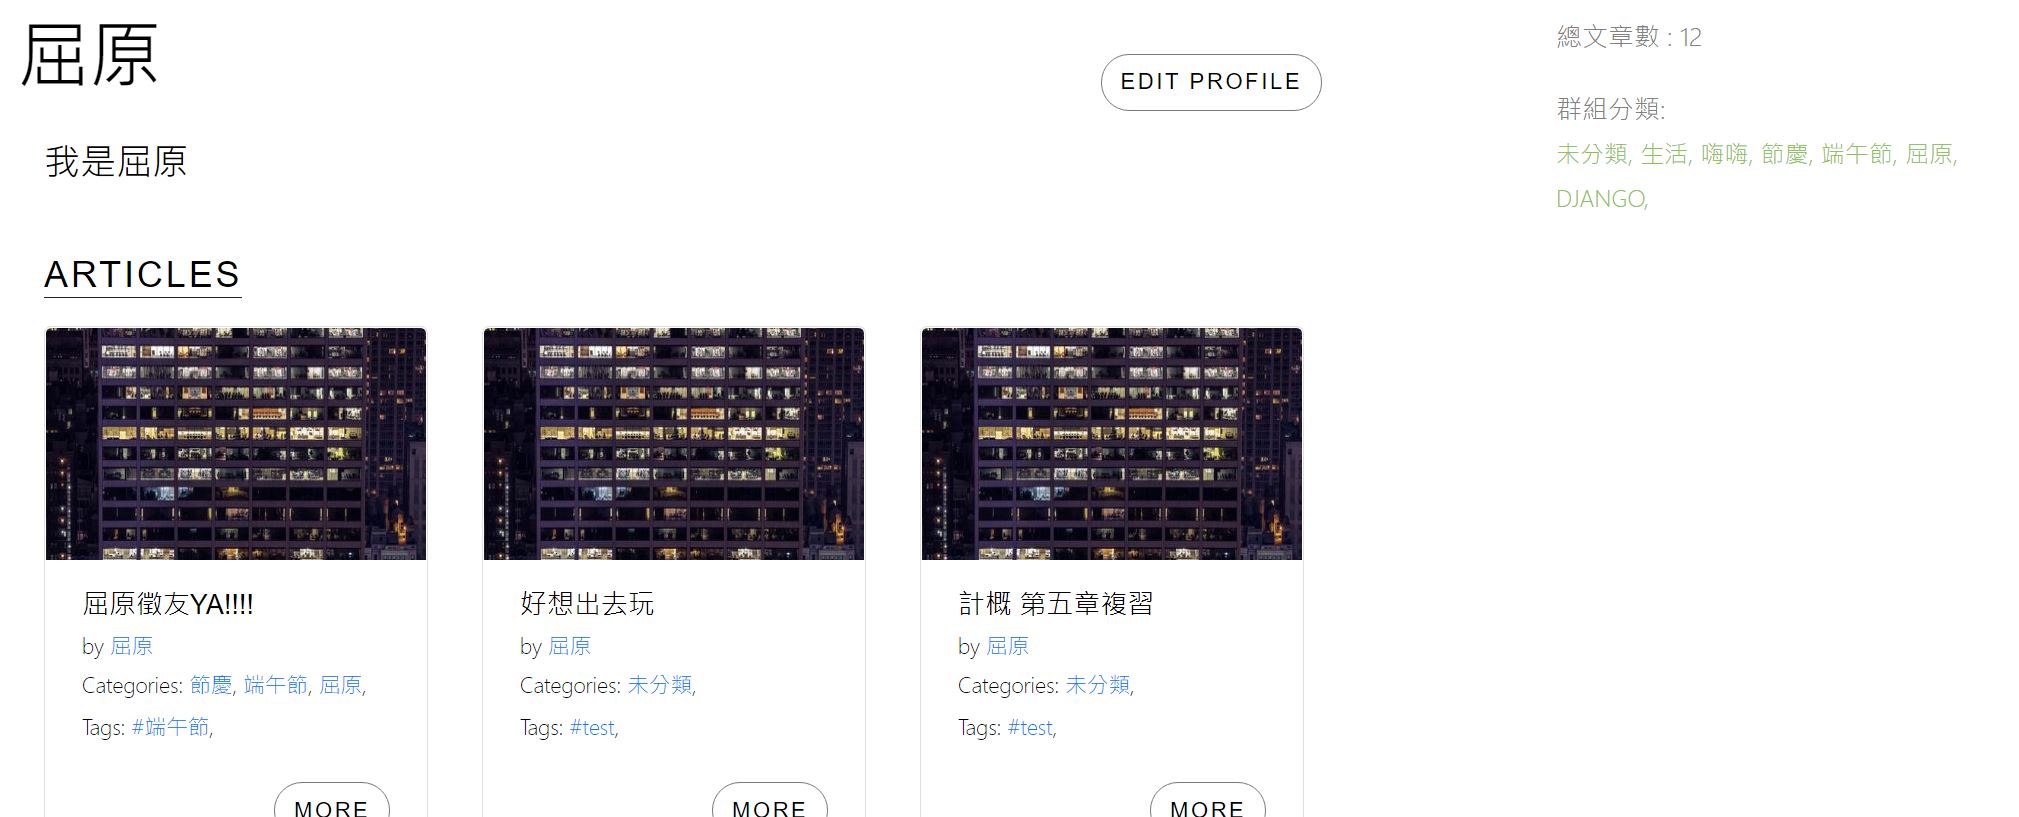 屈原
EDIT PROFILE
我是屈原
總文章數 : 12
群組分類:
未分類, 生活, 嗨嗨, 節慶, 端午節, 屈原,
DJANGO,
ARTICLES
屈原徵友YA!!!!
by 屈原
Categories: 節慶, 端午節, 屈原,
Tags: #端午節,
MORE
好想出去玩
by 屈原
Categories: 未分類,
Tags: #test,
MORE
計概 第五章複習
by 屈原
Categories: 未分類,
Tags: #test,
MORE